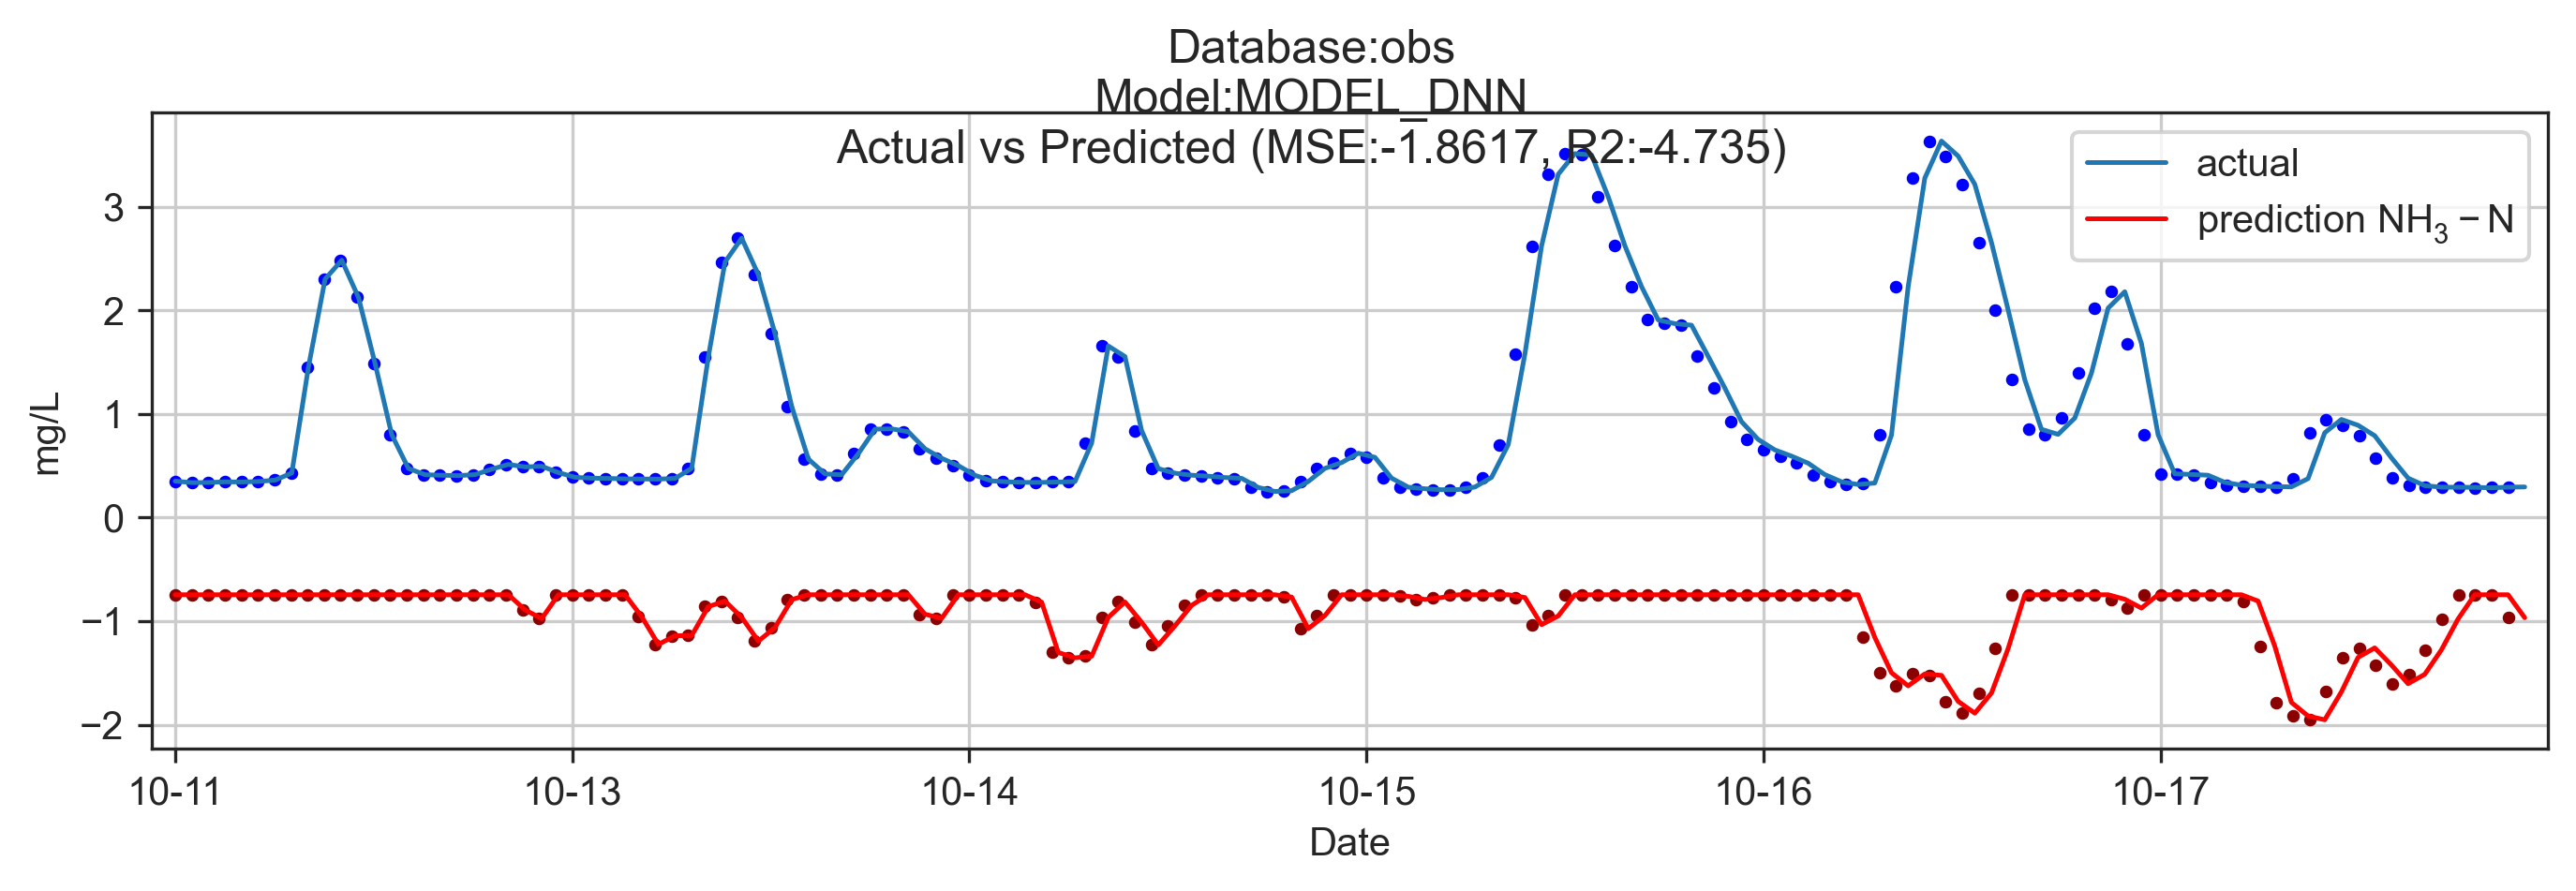 Database:obs
Model:MODEL_DNN
Actual vs Predicted (MSE:-1.8617, R2:-4.735)
actual
prediction NH₃ − N
mg/L
3
2
1
0
−1
−2
10-11 10-13 10-14 10-15 10-16 10-17
Date